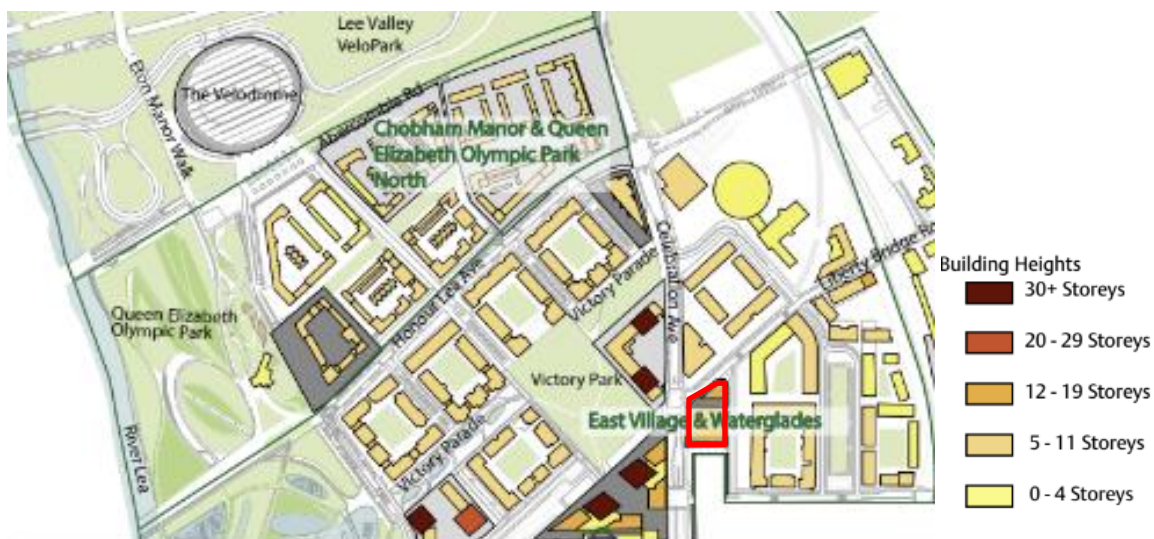 Lee Valley
VeloPark
Eton Manor Walk
The Velodrome
Abercrombie Rd
Chobham Manor & Queen
Elizabeth Olympic Park
North
Celebration Ave
Liberty Bridge Ro
Honour Lea Ave
Victory Parade
Queen Elizabeth
Olympic Park
Victory Park
East Village & Waterglades
Victory Parade
River Lea
Building Heights
30+ Storeys
20 - 29 Storeys
12 - 19 Storeys
5 - 11 Storeys
0 - 4 Storeys